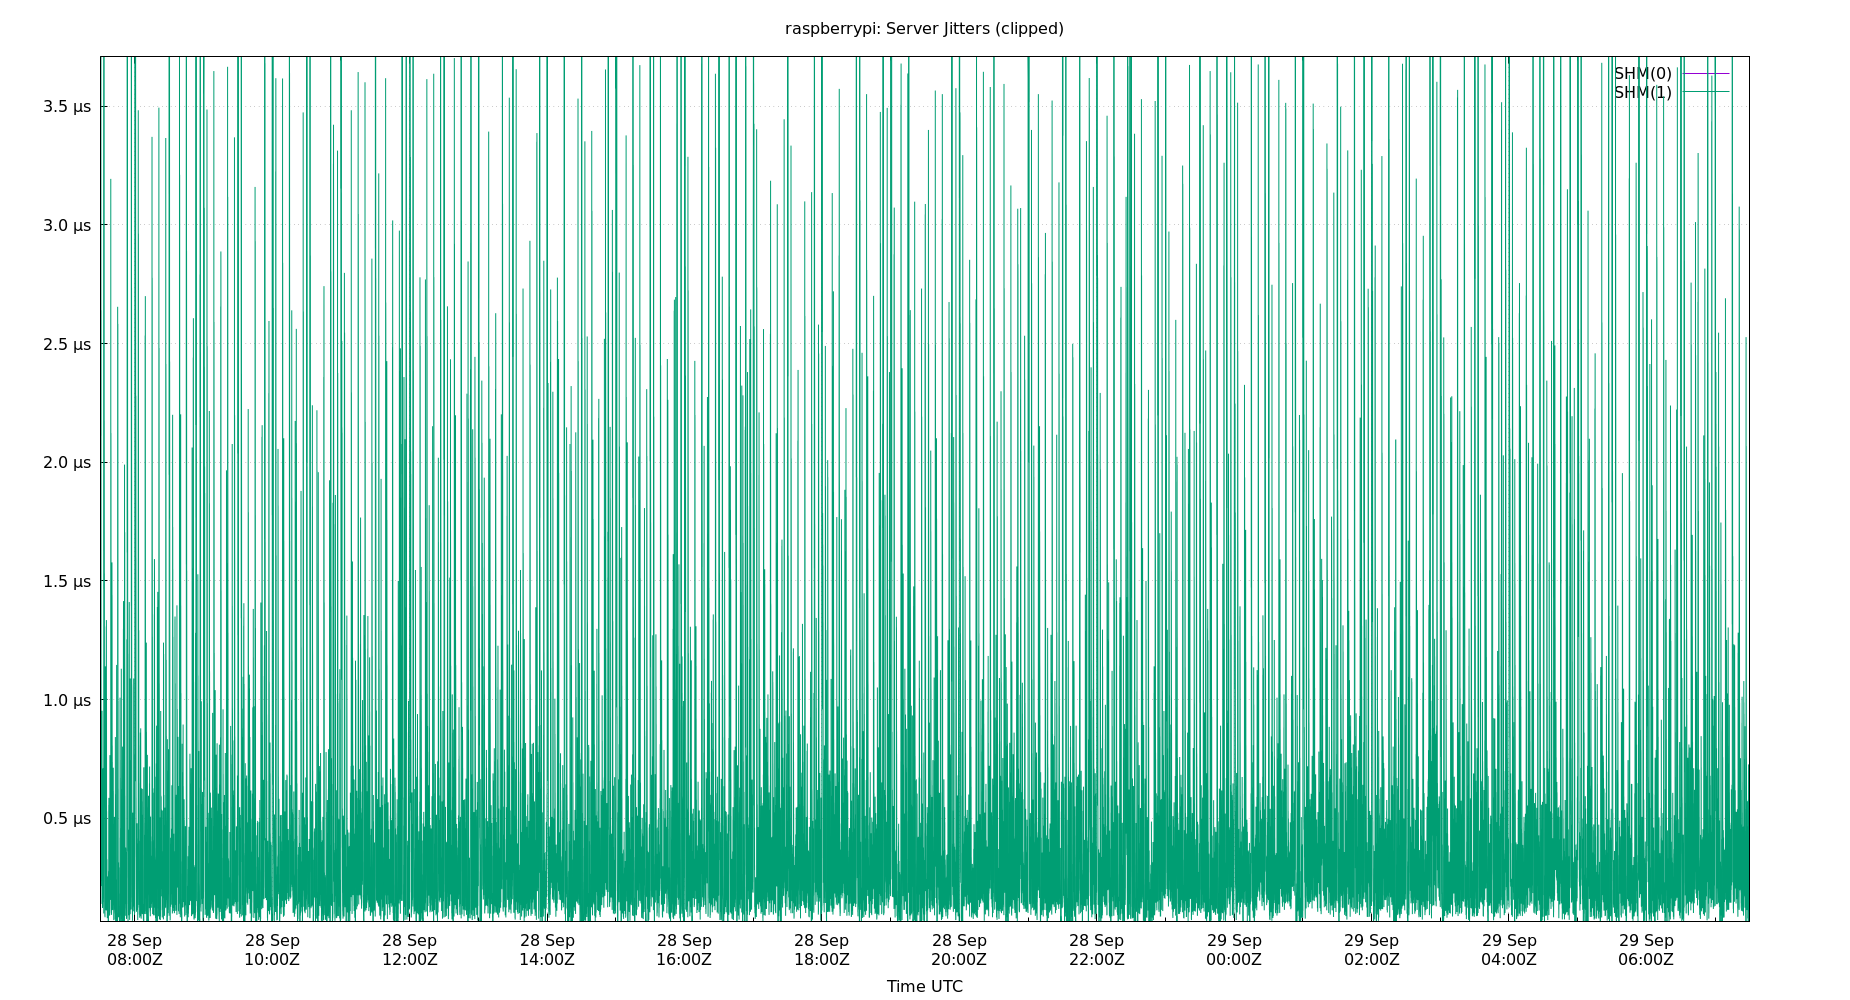 raspberrypi: Server Jitters (clipped)
SHM(0)
SHM(1)
3.5 µs
3.0 µs
2.5 µs
2.0 µs
1.5 µs
1.0 µs
0.5 µs
28 Sep 28 Sep 28 Sep 28 Sep 28 Sep 28 Sep 28 Sep 28 Sep 29 Sep 29 Sep 29 Sep 29 Sep
08:00Z 10:00Z 12:00Z 14:00Z 16:00Z 18:00Z 20:00Z 22:00Z 00:00Z 02:00Z 04:00Z 06:00Z
Time UTC